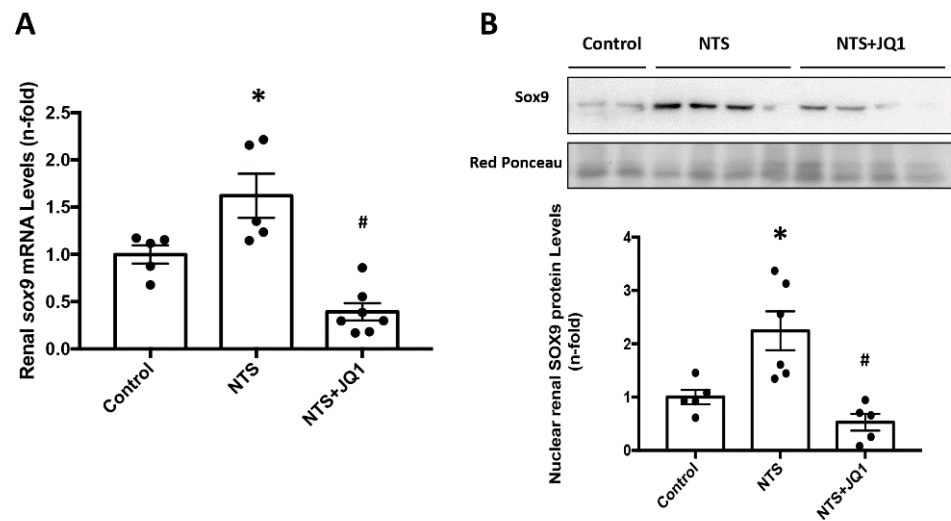 A
Renal sox9 mRNA Levels (n-fold)
2.5
2.0
1.5
1.0
0.5
0.0
*
#
Control
NTS
NTS+JQ1
B
Control NTS NTS+JQ1
Sox9
Red Ponceau
Nuclear renal SOX9 protein Levels
(n-fold)
4
3
2
1
0
*
#
Control
NTS
NTS+JQ1